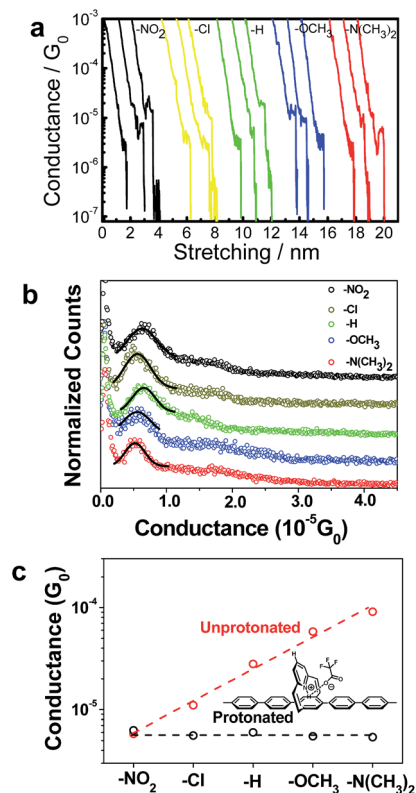 a
-NO2 -Cl -H -OCH3 -N(CH3)2
10^-3
10^-4
10^-5
10^-6
10^-7
Conductance / G0
0 2 4 6 8 10 12 14 16 18 20
Stretching / nm
b
-NO2
-Cl
-H
-OCH3
-N(CH3)2
Normalized Counts
0.0 1.0 2.0 3.0 4.0
Conductance (10^-5G0)
c
Conductance (G0)
10^-4
10^-5
Unprotonated
Protonated
H
F
F F
O O
N
H
-NO2 -Cl -H -OCH3 -N(CH3)2